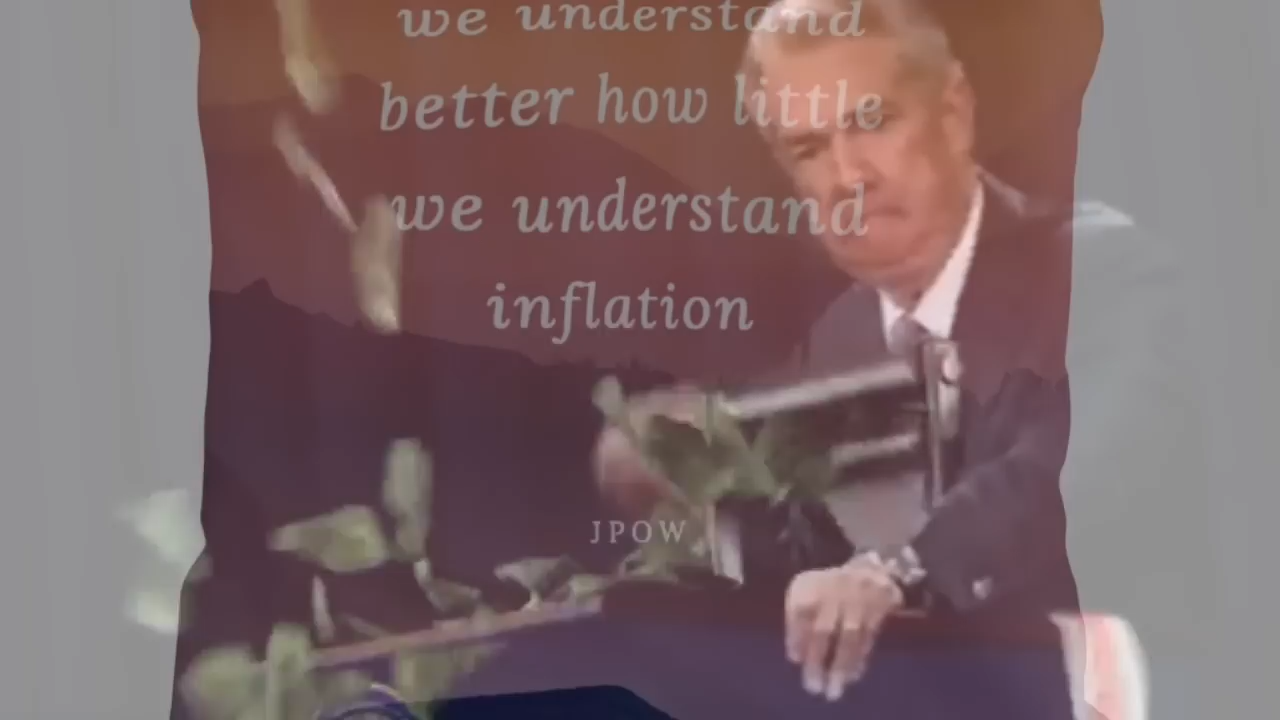 we understand
better how little
we understand
inflation
JPOW